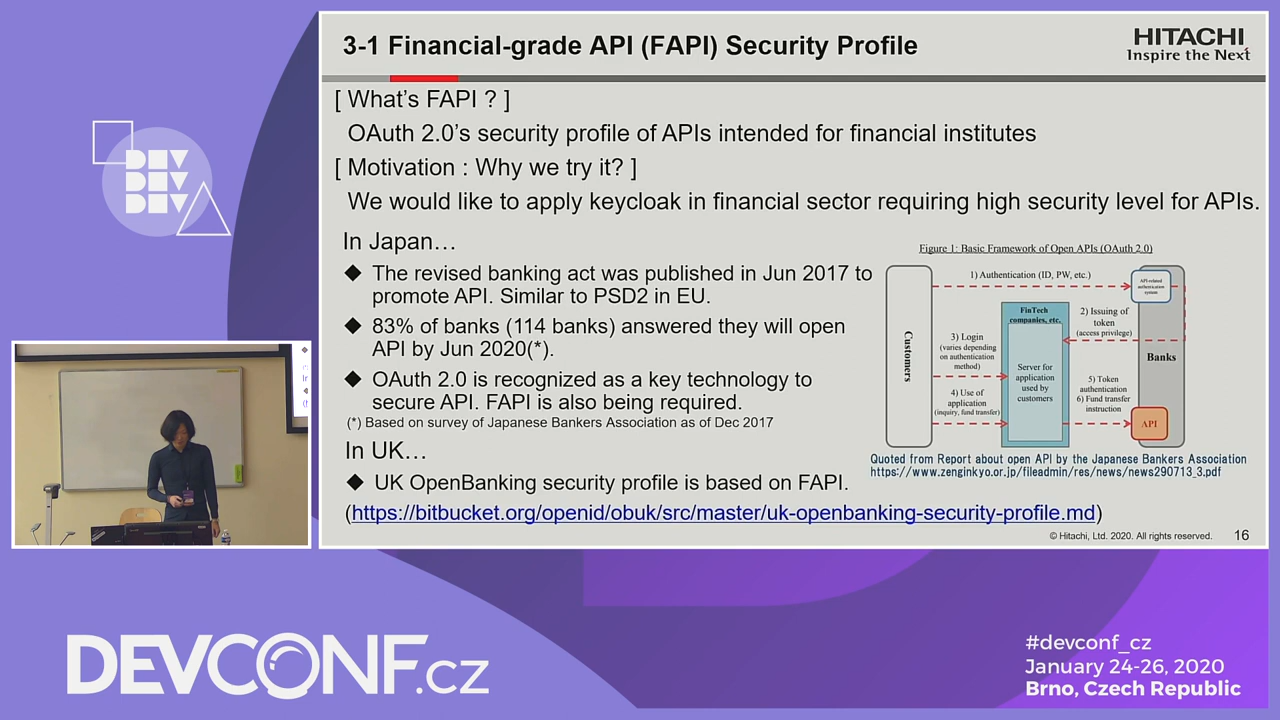 3-1 Financial-grade API (FAPI) Security Profile
HITACHI
Inspire the Next
[ What's FAPI ? ]
OAuth 2.0's security profile of APIs intended for financial institutes
[ Motivation : Why we try it? ]
We would like to apply keycloak in financial sector requiring high security level for APIs.
In Japan…
◆ The revised banking act was published in Jun 2017 to
promote API. Similar to PSD2 in EU.
◆ 83% of banks (114 banks) answered they will open
API by Jun 2020(*).
◆ OAuth 2.0 is recognized as a key technology to
secure API. FAPI is also being required.
(*) Based on survey of Japanese Bankers Association as of Dec 2017
In UK…
◆ UK OpenBanking security profile is based on FAPI.
(https://bitbucket.org/openid/obuk/src/master/uk-openbanking-security-profile.md)
Figure 1: Basic Framework of Open APIs (OAuth 2.0)
Customers
1) Authentication (ID, PW, etc.)
API-related
authentication
system
FinTech
companies, etc.
2) Issuing of
token
(access privilege)
3) Login
(varies depending
on authentication
method)
Banks
Server for
application
used by
customers
4) Use of
application
(inquiry, fund transfer)
5) Token
authentication
6) Fund transfer
instruction
API
Quoted from Report about open API by the Japanese Bankers Association
https://www.zenginkyo.or.jp/fileadmin/res/news/news290713_3.pdf
© Hitachi, Ltd. 2020. All rights reserved.
16
DEV
DEV
DEV
DEVCONF.cz
#devconf_cz
January 24-26, 2020
Brno, Czech Republic